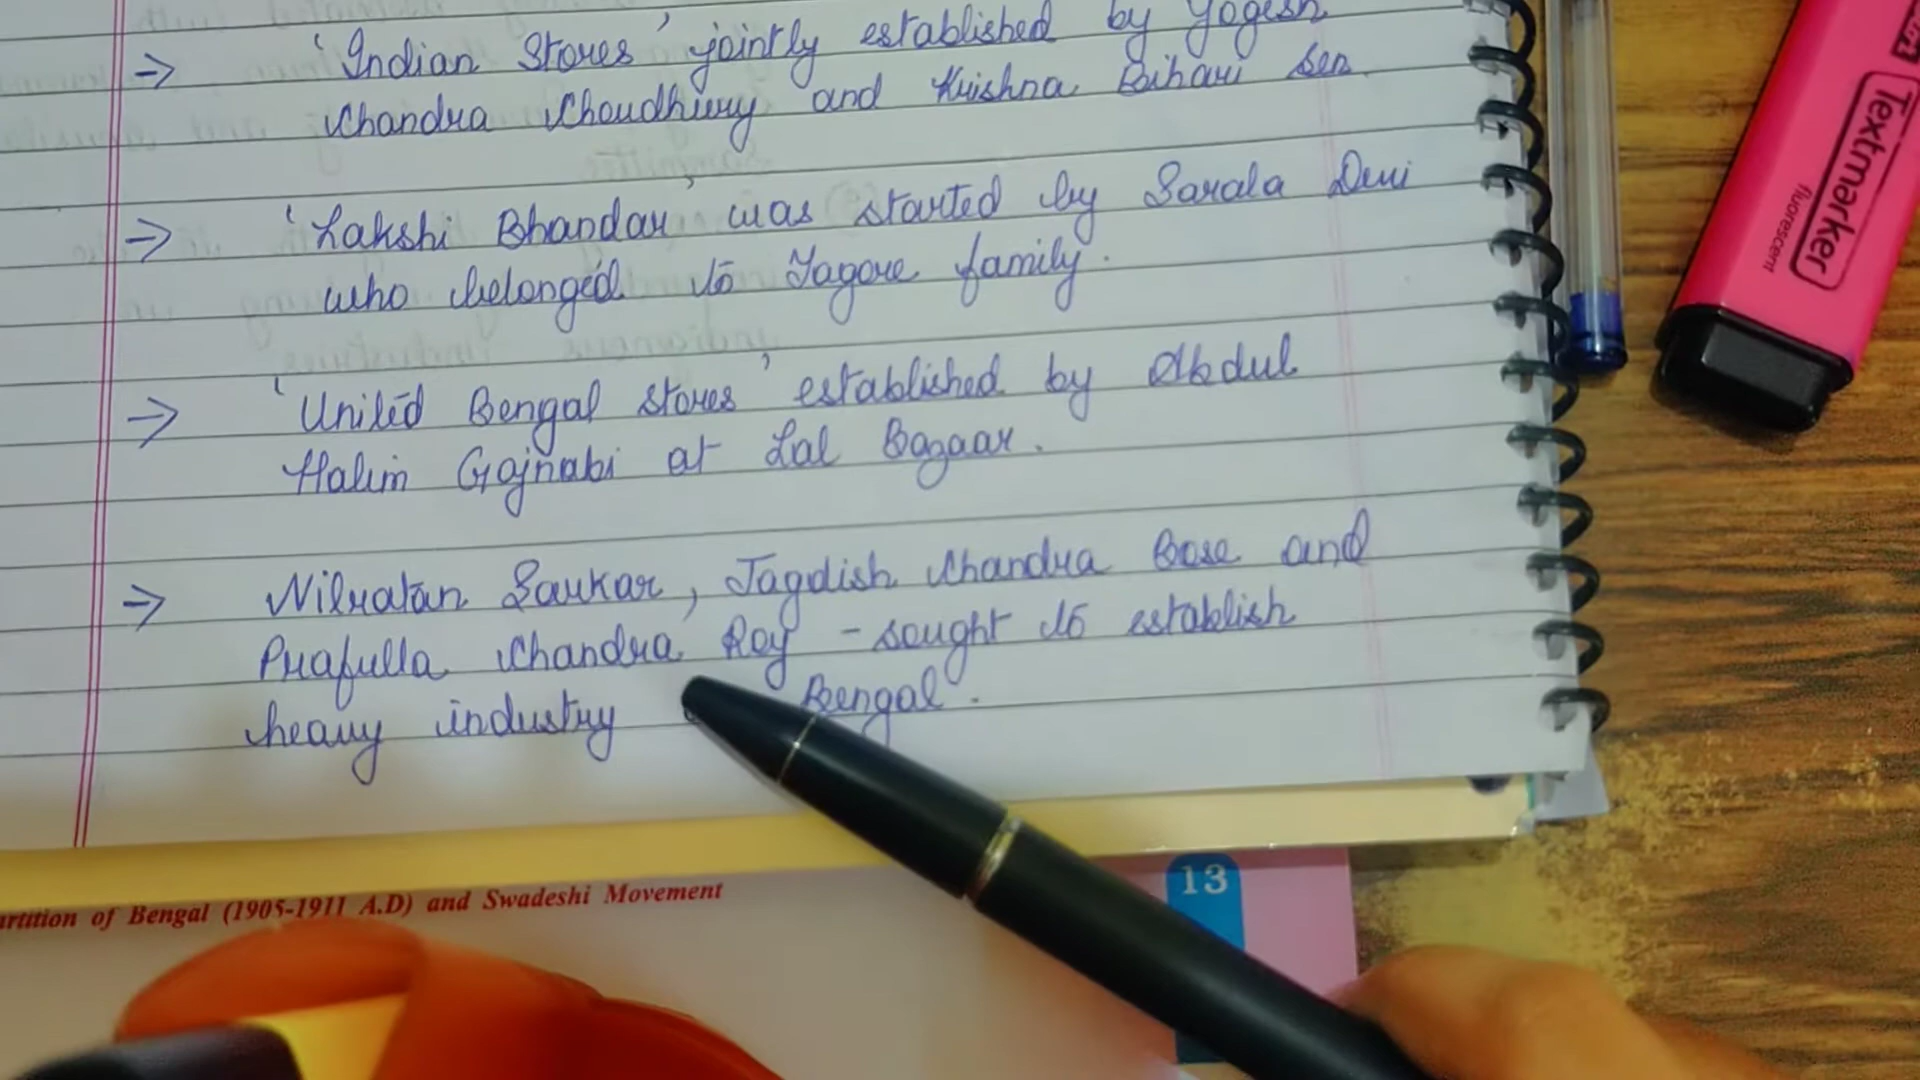 → 'Indian Stores' jointly established by Yogesh
Chandra Choudhury and Krishna Bihari Sen
→ 'Lakshi Bhandar' was started by Sarala Devi
who belonged to Tagore family.
→ 'United Bengal stores' established by Abdul
Halim Gajnabi at Lal Bazaar.
→ Nilratan Sarkar, Jagdish Chandra Bose and
Prafulla Chandra Roy - sought to establish
heavy industry Bengal.
artition of Bengal (1905-1911 A.D) and Swadeshi Movement
13
Textmarker
fluorescent